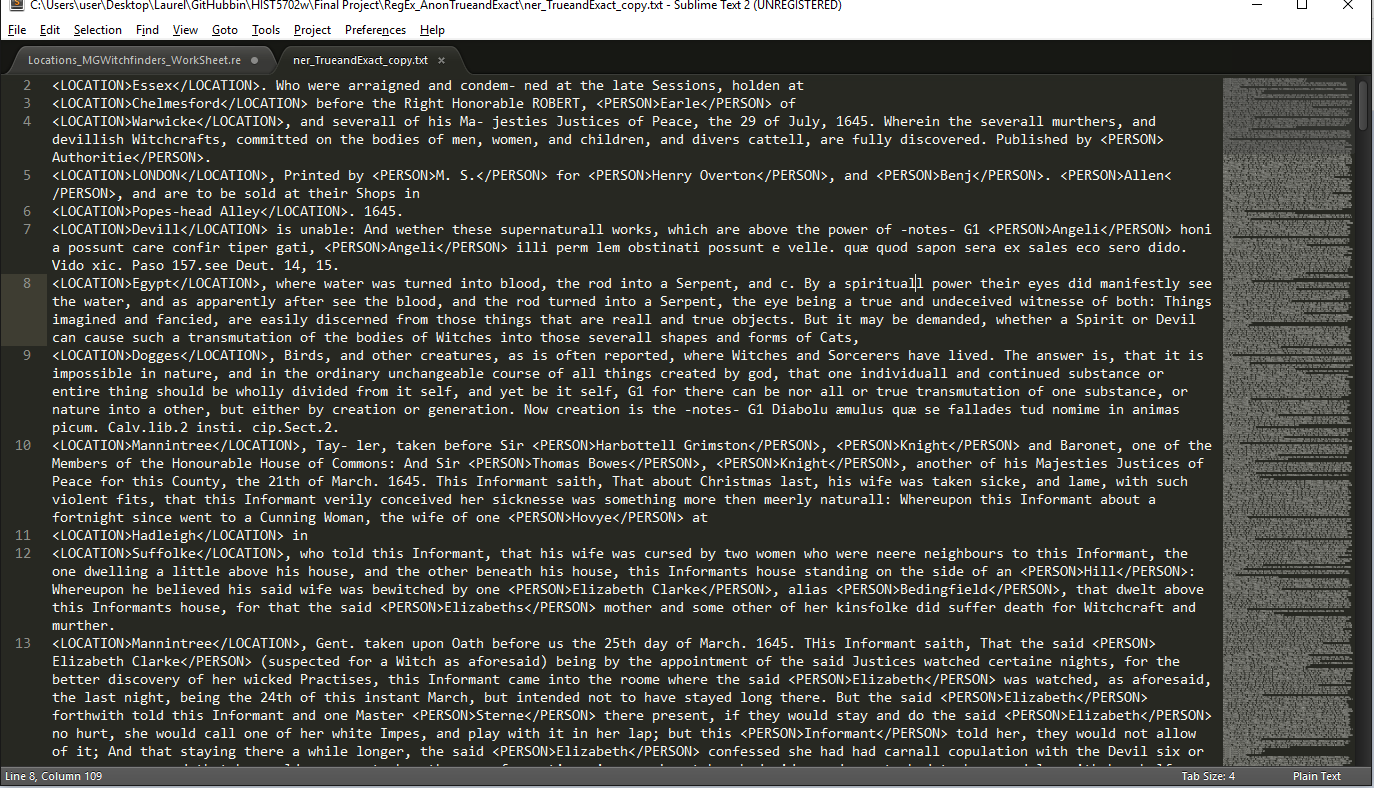 C:\Users\user\Desktop\Laurel\GitHubbin\HIST5702w\Final Project\RegEx_AnonTrueandExact\ner_TrueandExact_copy.txt - Sublime Text 2 (UNREGISTERED)
File Edit Selection Find View Goto Tools Project Preferences Help
Locations_MGWitchfinders_WorkSheet.re ner_TrueandExact_copy.txt ×
2 <LOCATION>Essex</LOCATION>. Who were arraigned and condem- ned at the late Sessions, holden at
3 <LOCATION>Chelmesford</LOCATION> before the Right Honorable ROBERT, <PERSON>Earle</PERSON> of
4 <LOCATION>Warwicke</LOCATION>, and severall of his Ma- jesties Justices of Peace, the 29 of July, 1645. Wherein the severall murthers, and
devillish Witchcrafts, committed on the bodies of men, women, and children, and divers cattell, are fully discovered. Published by <PERSON>
Authoritie</PERSON>.
5 <LOCATION>LONDON</LOCATION>, Printed by <PERSON>M. S.</PERSON> for <PERSON>Henry Overton</PERSON>, and <PERSON>Benj</PERSON>. <PERSON>Allen<
/PERSON>, and are to be sold at their Shops in
6 <LOCATION>Popes-head Alley</LOCATION>. 1645.
7 <LOCATION>Devill</LOCATION> is unable: And wether these supernaturall works, which are above the power of -notes- G1 <PERSON>Angeli</PERSON> honi
a possunt care confir tiper gati, <PERSON>Angeli</PERSON> illi perm lem obstinati possunt e velle. quæ quod sapon sera ex sales eco sero dido.
Vido xic. Paso 157.see Deut. 14, 15.
8 <LOCATION>Egypt</LOCATION>, where water was turned into blood, the rod into a Serpent, and c. By a spirituall power their eyes did manifestly see
the water, and as apparently after see the blood, and the rod turned into a Serpent, the eye being a true and undeceived witnesse of both: Things
imagined and fancied, are easily discerned from those things that are reall and true objects. But it may be demanded, whether a Spirit or Devil
can cause such a transmutation of the bodies of Witches into those severall shapes and forms of Cats,
9 <LOCATION>Dogges</LOCATION>, Birds, and other creatures, as is often reported, where Witches and Sorcerers have lived. The answer is, that it is
impossible in nature, and in the ordinary unchangeable course of all things created by god, that one individuall and continued substance or
entire thing should be wholly divided from it self, and yet be it self, G1 for there can be nor all or true transmutation of one substance, or
nature into a other, but either by creation or generation. Now creation is the -notes- G1 Diabolu æmulus quæ se fallades tud nomime in animas
picum. Calv.lib.2 insti. cip.Sect.2.
10 <LOCATION>Mannintree</LOCATION>, Tay- ler, taken before Sir <PERSON>Harbottell Grimston</PERSON>, <PERSON>Knight</PERSON> and Baronet, one of the
Members of the Honourable House of Commons: And Sir <PERSON>Thomas Bowes</PERSON>, <PERSON>Knight</PERSON>, another of his Majesties Justices of
Peace for this County, the 21th of March. 1645. This Informant saith, That about Christmas last, his wife was taken sicke, and lame, with such
violent fits, that this Informant verily conceived her sicknesse was something more then meerly naturall: Whereupon this Informant about a
fortnight since went to a Cunning Woman, the wife of one <PERSON>Hovye</PERSON> at
11 <LOCATION>Hadleigh</LOCATION> in
12 <LOCATION>Suffolke</LOCATION>, who told this Informant, that his wife was cursed by two women who were neere neighbours to this Informant, the
one dwelling a little above his house, and the other beneath his house, this Informants house standing on the side of an <PERSON>Hill</PERSON>:
Whereupon he believed his said wife was bewitched by one <PERSON>Elizabeth Clarke</PERSON>, alias <PERSON>Bedingfield</PERSON>, that dwelt above
this Informants house, for that the said <PERSON>Elizabeths</PERSON> mother and some other of her kinsfolke did suffer death for Witchcraft and
murther.
13 <LOCATION>Mannintree</LOCATION>, Gent. taken upon Oath before us the 25th day of March. 1645. THis Informant saith, That the said <PERSON>
Elizabeth Clarke</PERSON> (suspected for a Witch as aforesaid) being by the appointment of the said Justices watched certaine nights, for the
better discovery of her wicked Practises, this Informant came into the roome where the said <PERSON>Elizabeth</PERSON> was watched, as aforesaid,
the last night, being the 24th of this instant March, but intended not to have stayed long there. But the said <PERSON>Elizabeth</PERSON>
forthwith told this Informant and one Master <PERSON>Sterne</PERSON> there present, if they would stay and do the said <PERSON>Elizabeth</PERSON>
no hurt, she would call one of her white Impes, and play with it in her lap; but this <PERSON>Informant</PERSON> told her, they would not allow
of it; And that staying there a while longer, the said <PERSON>Elizabeth</PERSON> confessed she had had carnall copulation with the Devil six or
Line 8, Column 109 Tab Size: 4 Plain Text